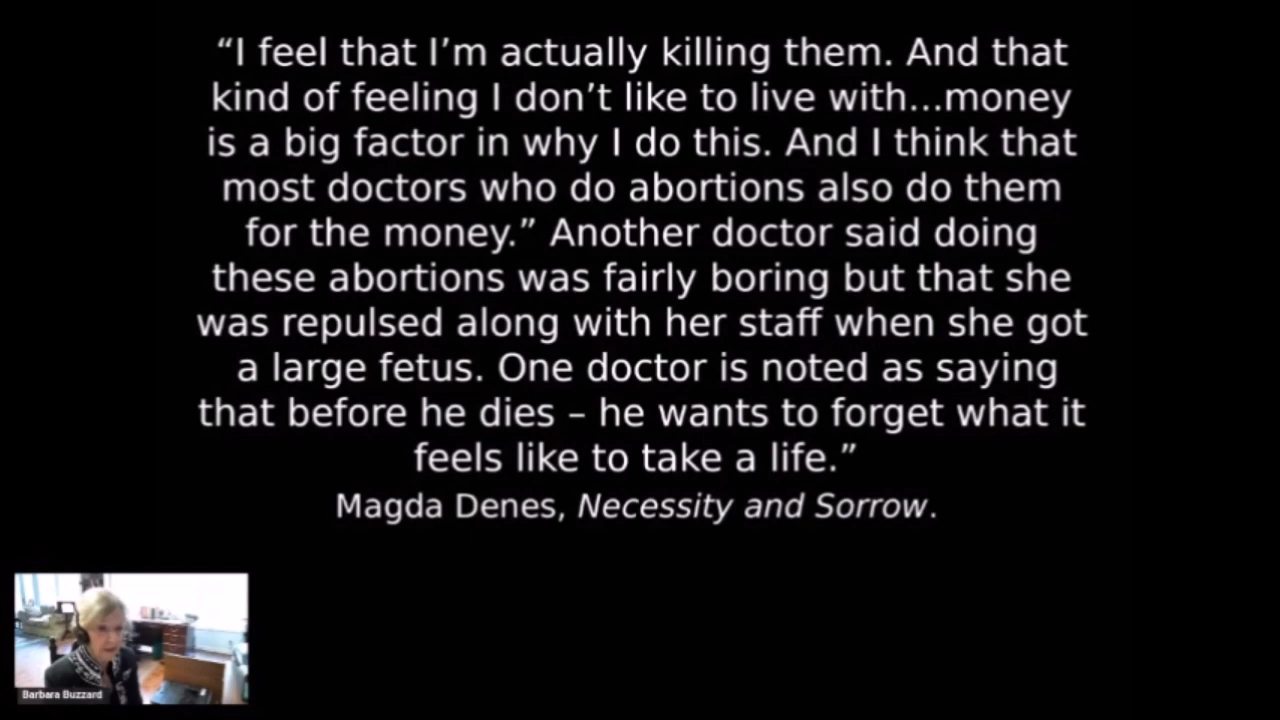 “I feel that I’m actually killing them. And that
kind of feeling I don’t like to live with...money
is a big factor in why I do this. And I think that
most doctors who do abortions also do them
for the money.” Another doctor said doing
these abortions was fairly boring but that she
was repulsed along with her staff when she got
a large fetus. One doctor is noted as saying
that before he dies – he wants to forget what it
feels like to take a life.”
Magda Denes, Necessity and Sorrow.
Barbara Buzzard